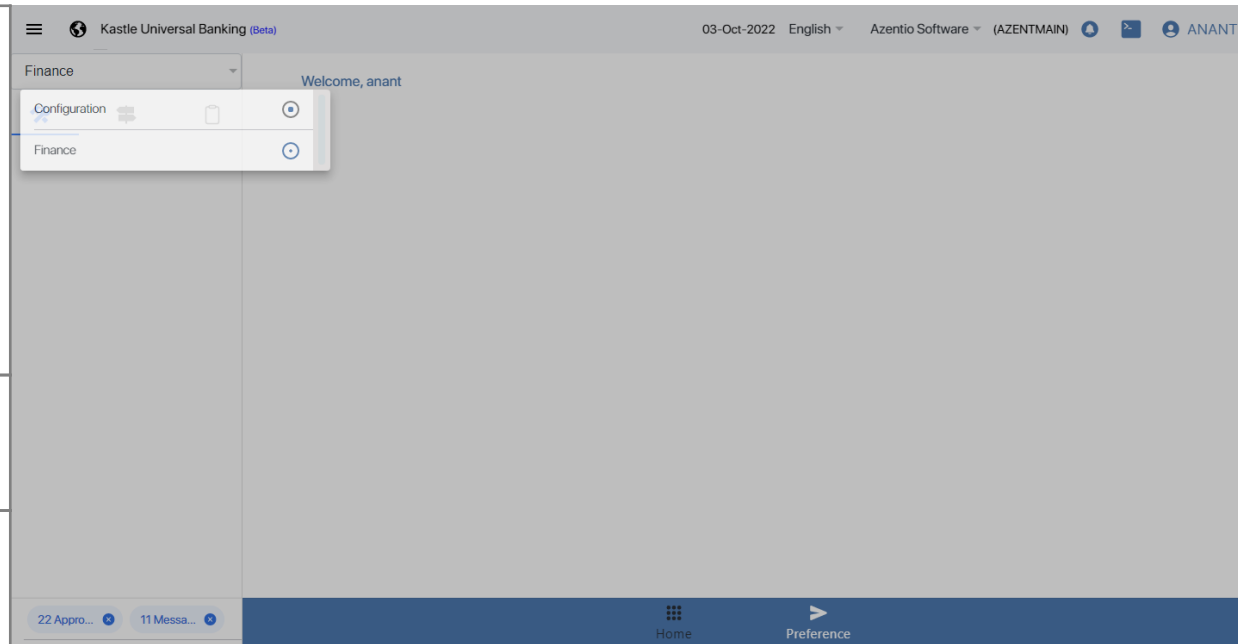 Kastle Universal Banking (Beta) 03-Oct-2022 English Azentio Software (AZENTMAIN) ANANT
Finance
Welcome, anant
Configuration
Finance
22 Appro... 11 Messa...
Home Preference